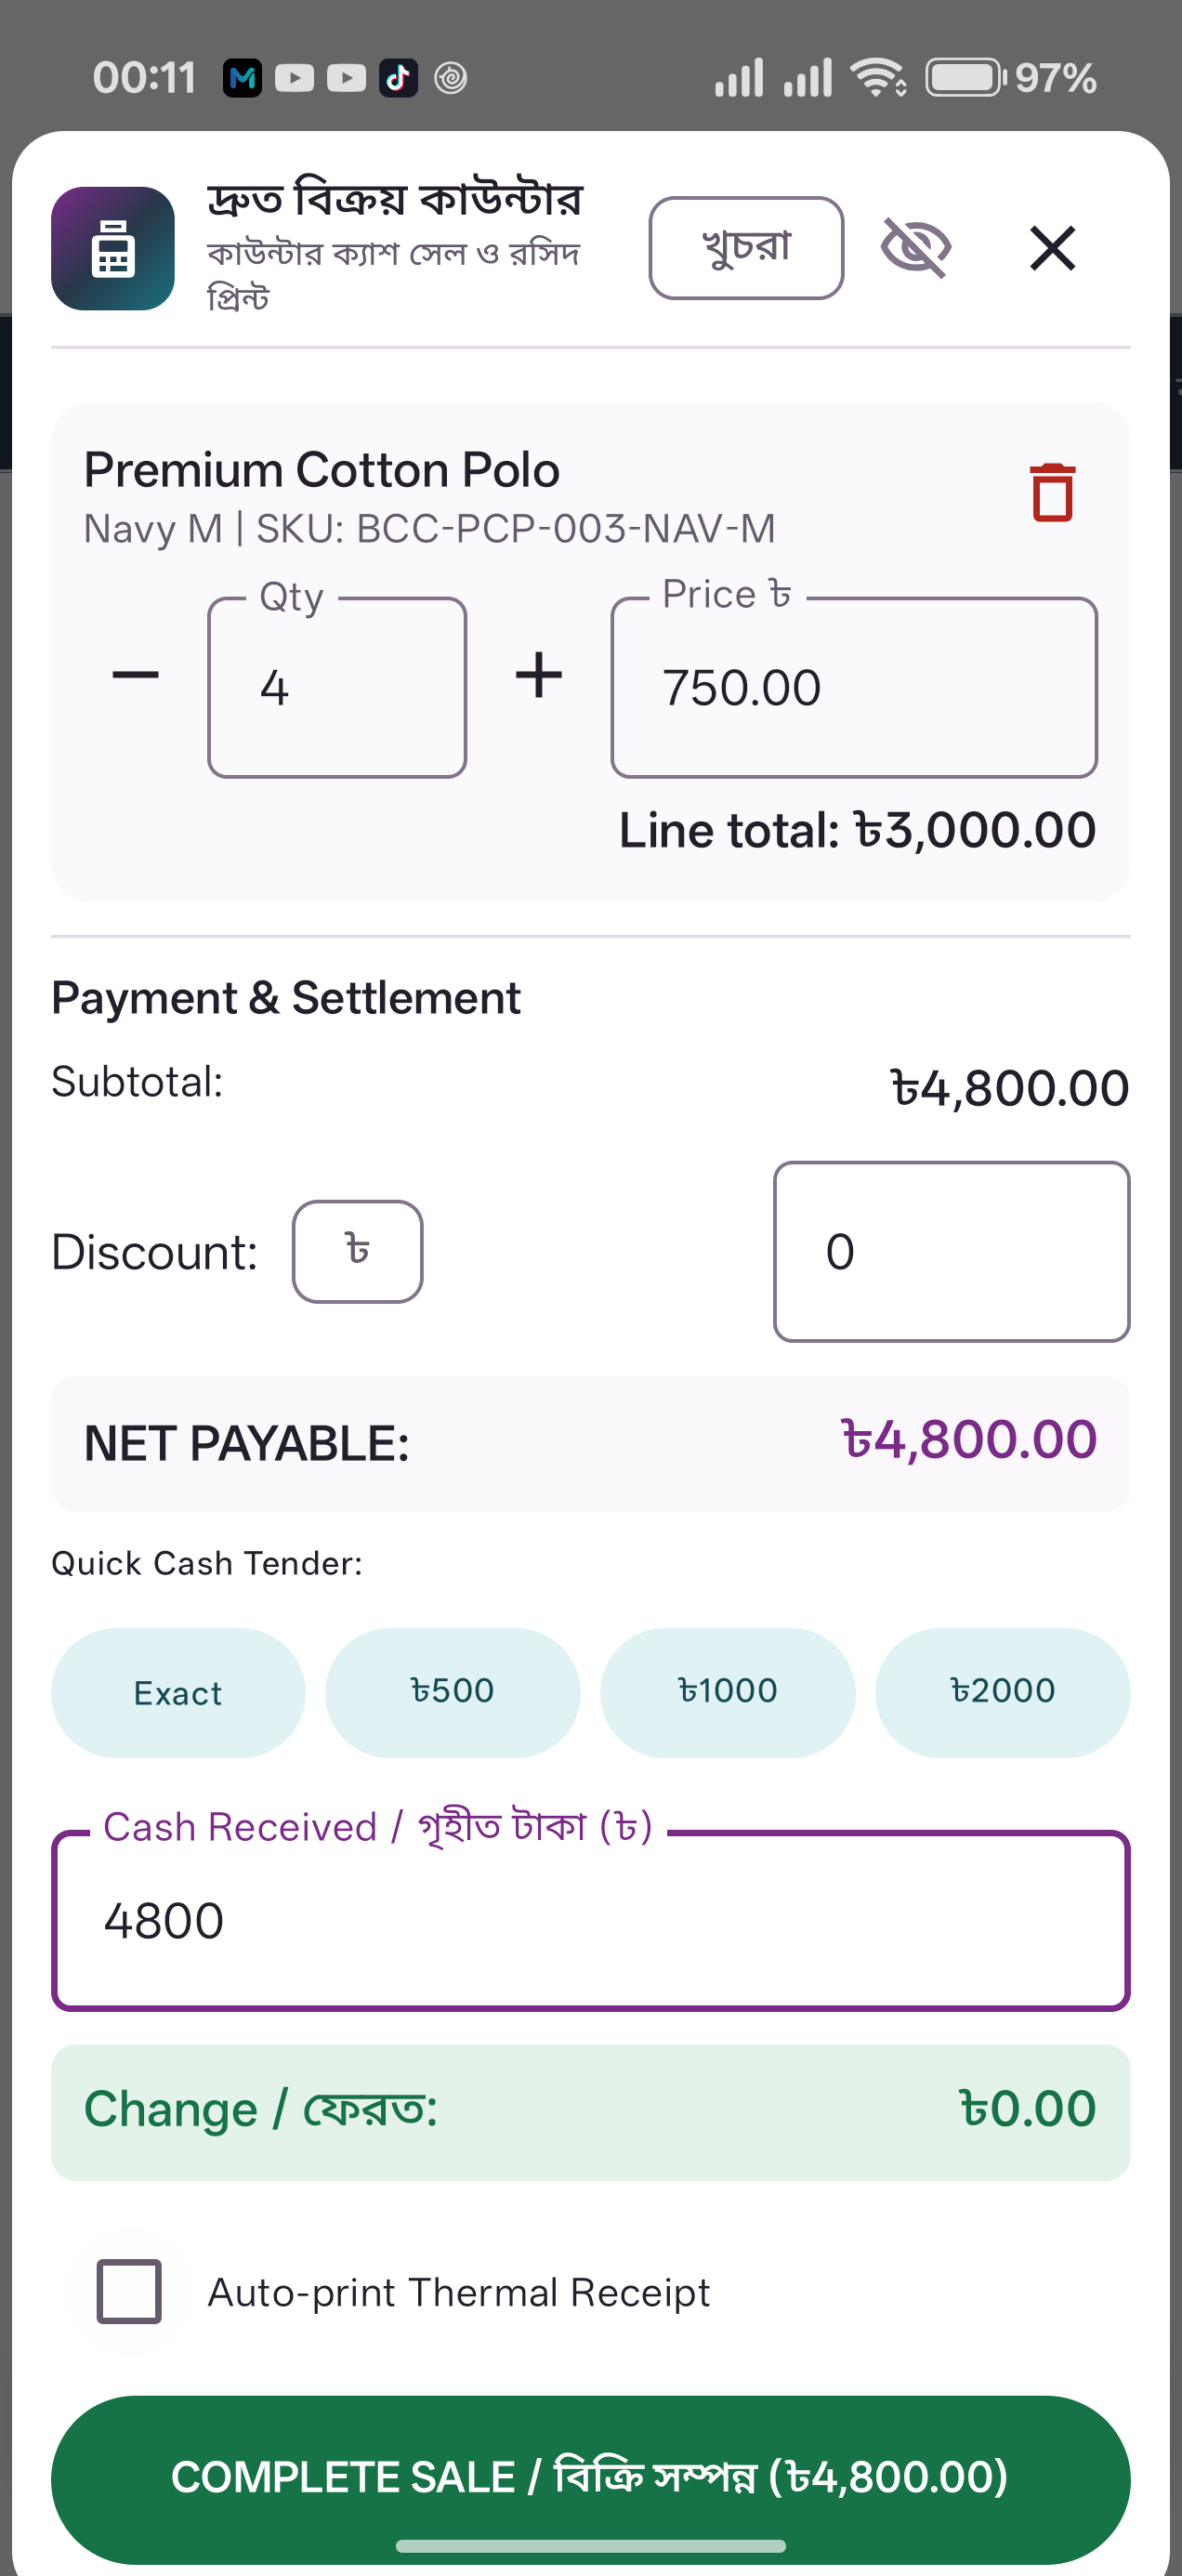 00:11
97%
দ্রুত বিক্রয় কাউন্টার
কাউন্টার ক্যাশ সেল ও রসিদ
প্রিন্ট
খুচরা
Premium Cotton Polo
Navy M | SKU: BCC-PCP-003-NAV-M
Qty
Price ৳
4
750.00
Line total: ৳3,000.00
Payment & Settlement
Subtotal: ৳4,800.00
Discount: ৳ 0
NET PAYABLE: ৳4,800.00
Quick Cash Tender:
Exact ৳500 ৳1000 ৳2000
Cash Received / গৃহীত টাকা (৳)
4800
Change / ফেরত: ৳0.00
Auto-print Thermal Receipt
COMPLETE SALE / বিক্রি সম্পন্ন (৳4,800.00)